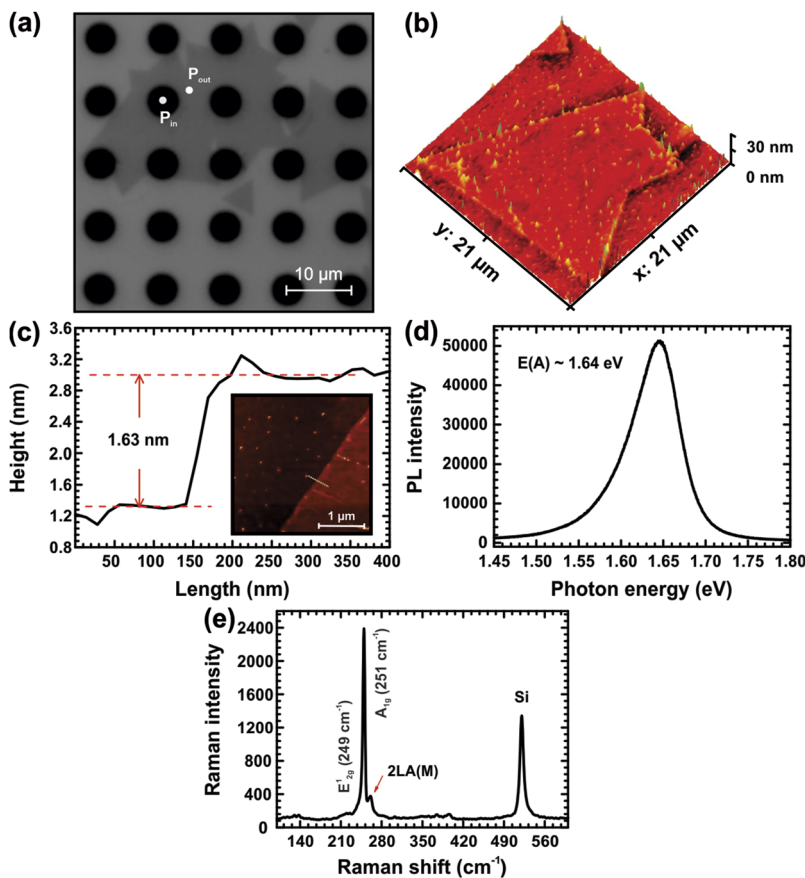 (a)
P_out
P_in
10 µm
(b)
30 nm
0 nm
y: 21 µm
x: 21 µm
(c)
3.6
3.2
2.8
2.4
2.0
1.6
1.2
0.8
Height (nm)
1.63 nm
1 µm
50 100 150 200 250 300 350 400
Length (nm)
(d)
E(A) ~ 1.64 eV
50000
40000
30000
20000
10000
0
PL intensity
1.45 1.50 1.55 1.60 1.65 1.70 1.75 1.80
Photon energy (eV)
(e)
2400
2000
1600
1200
800
400
0
Raman intensity
E¹₂g (249 cm⁻¹)
A₁g (251 cm⁻¹)
2LA(M)
Si
140 210 280 350 420 490 560
Raman shift (cm⁻¹)